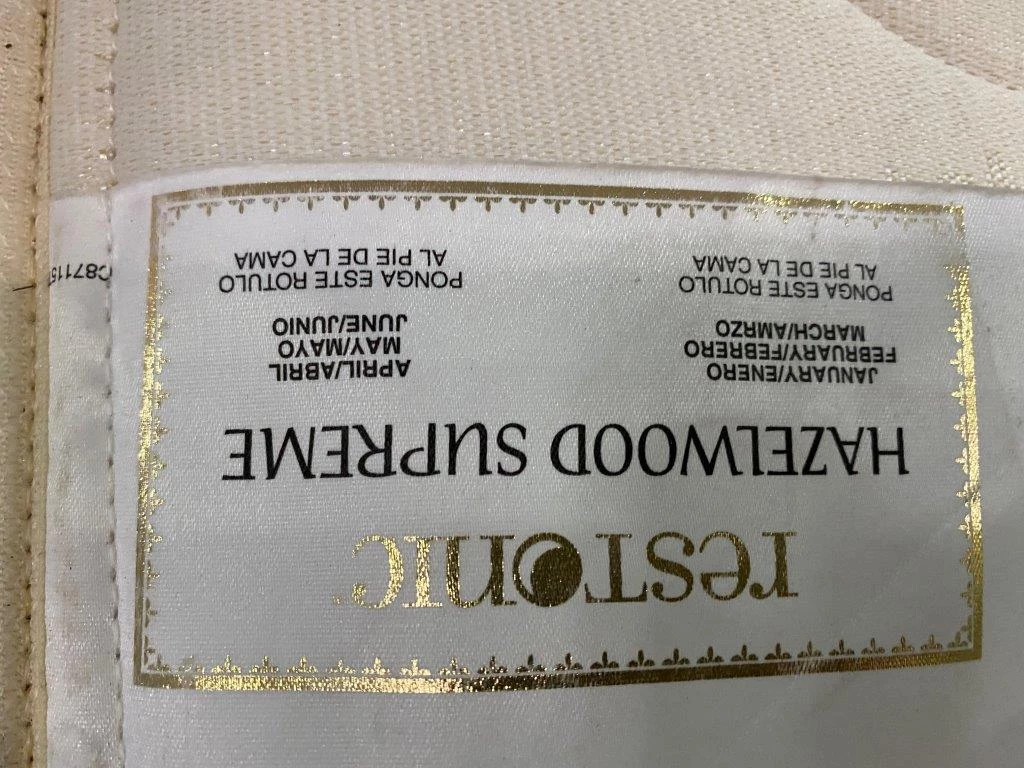 resTonic
HAZELWOOD SUPREME
JANUARY/ENERO
FEBRUARY/FEBRERO
MARCH/AMRZO
PONGA ESTE ROTULO
AL PIE DE LA CAMA
APRIL/ABRIL
MAY/MAYO
JUNE/JUNIO
PONGA ESTE ROTULO
AL PIE DE LA CAMA